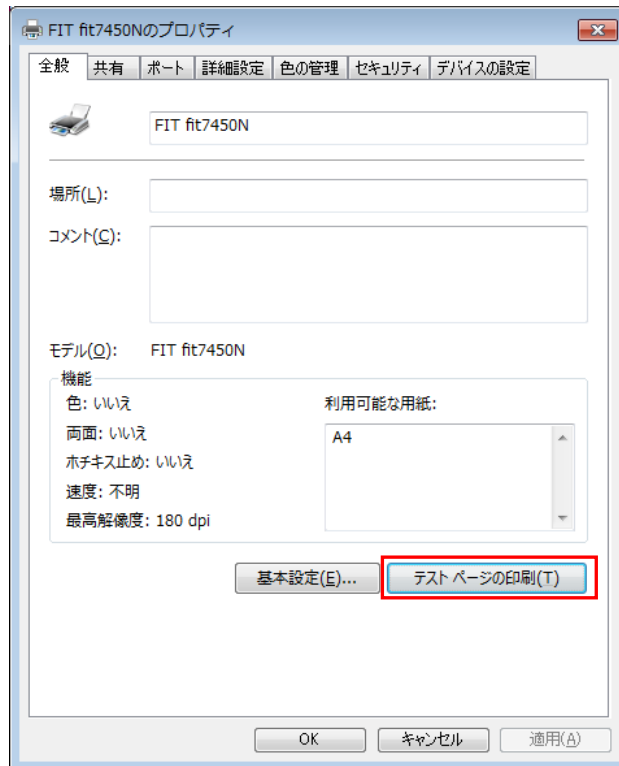 FIT fit7450Nのプロパティ
全般 共有 ポート 詳細設定 色の管理 セキュリティ デバイスの設定
FIT fit7450N
場所(L):
コメント(C):
モデル(O): FIT fit7450N
機能
色: いいえ 利用可能な用紙:
両面: いいえ A4
ホチキス止め: いいえ
速度: 不明
最高解像度: 180 dpi
基本設定(E)... テスト ページの印刷(T)
OK キャンセル 適用(A)